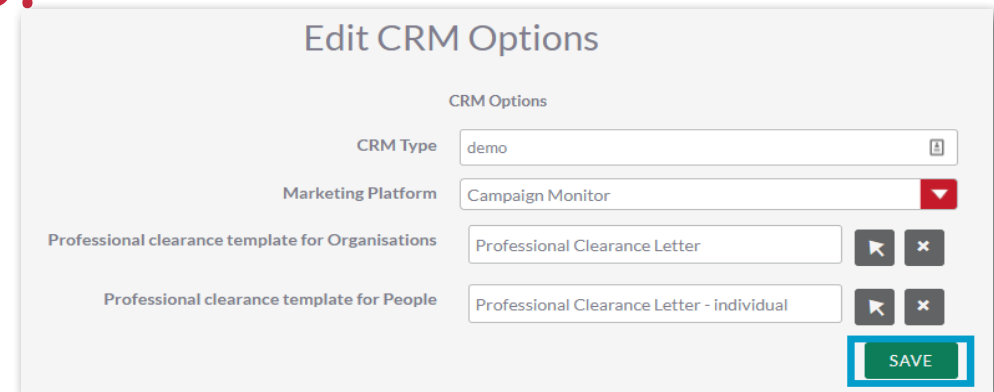 Edit CRM Options
CRM Options
CRM Type demo
Marketing Platform Campaign Monitor
Professional clearance template for Organisations Professional Clearance Letter
Professional clearance template for People Professional Clearance Letter - individual
SAVE